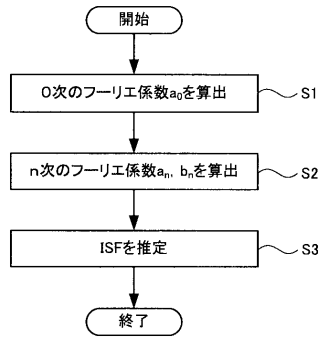 開始
0次のフーリエ係数a₀を算出
S1
n次のフーリエ係数aₙ, bₙを算出
S2
ISFを推定
S3
終了